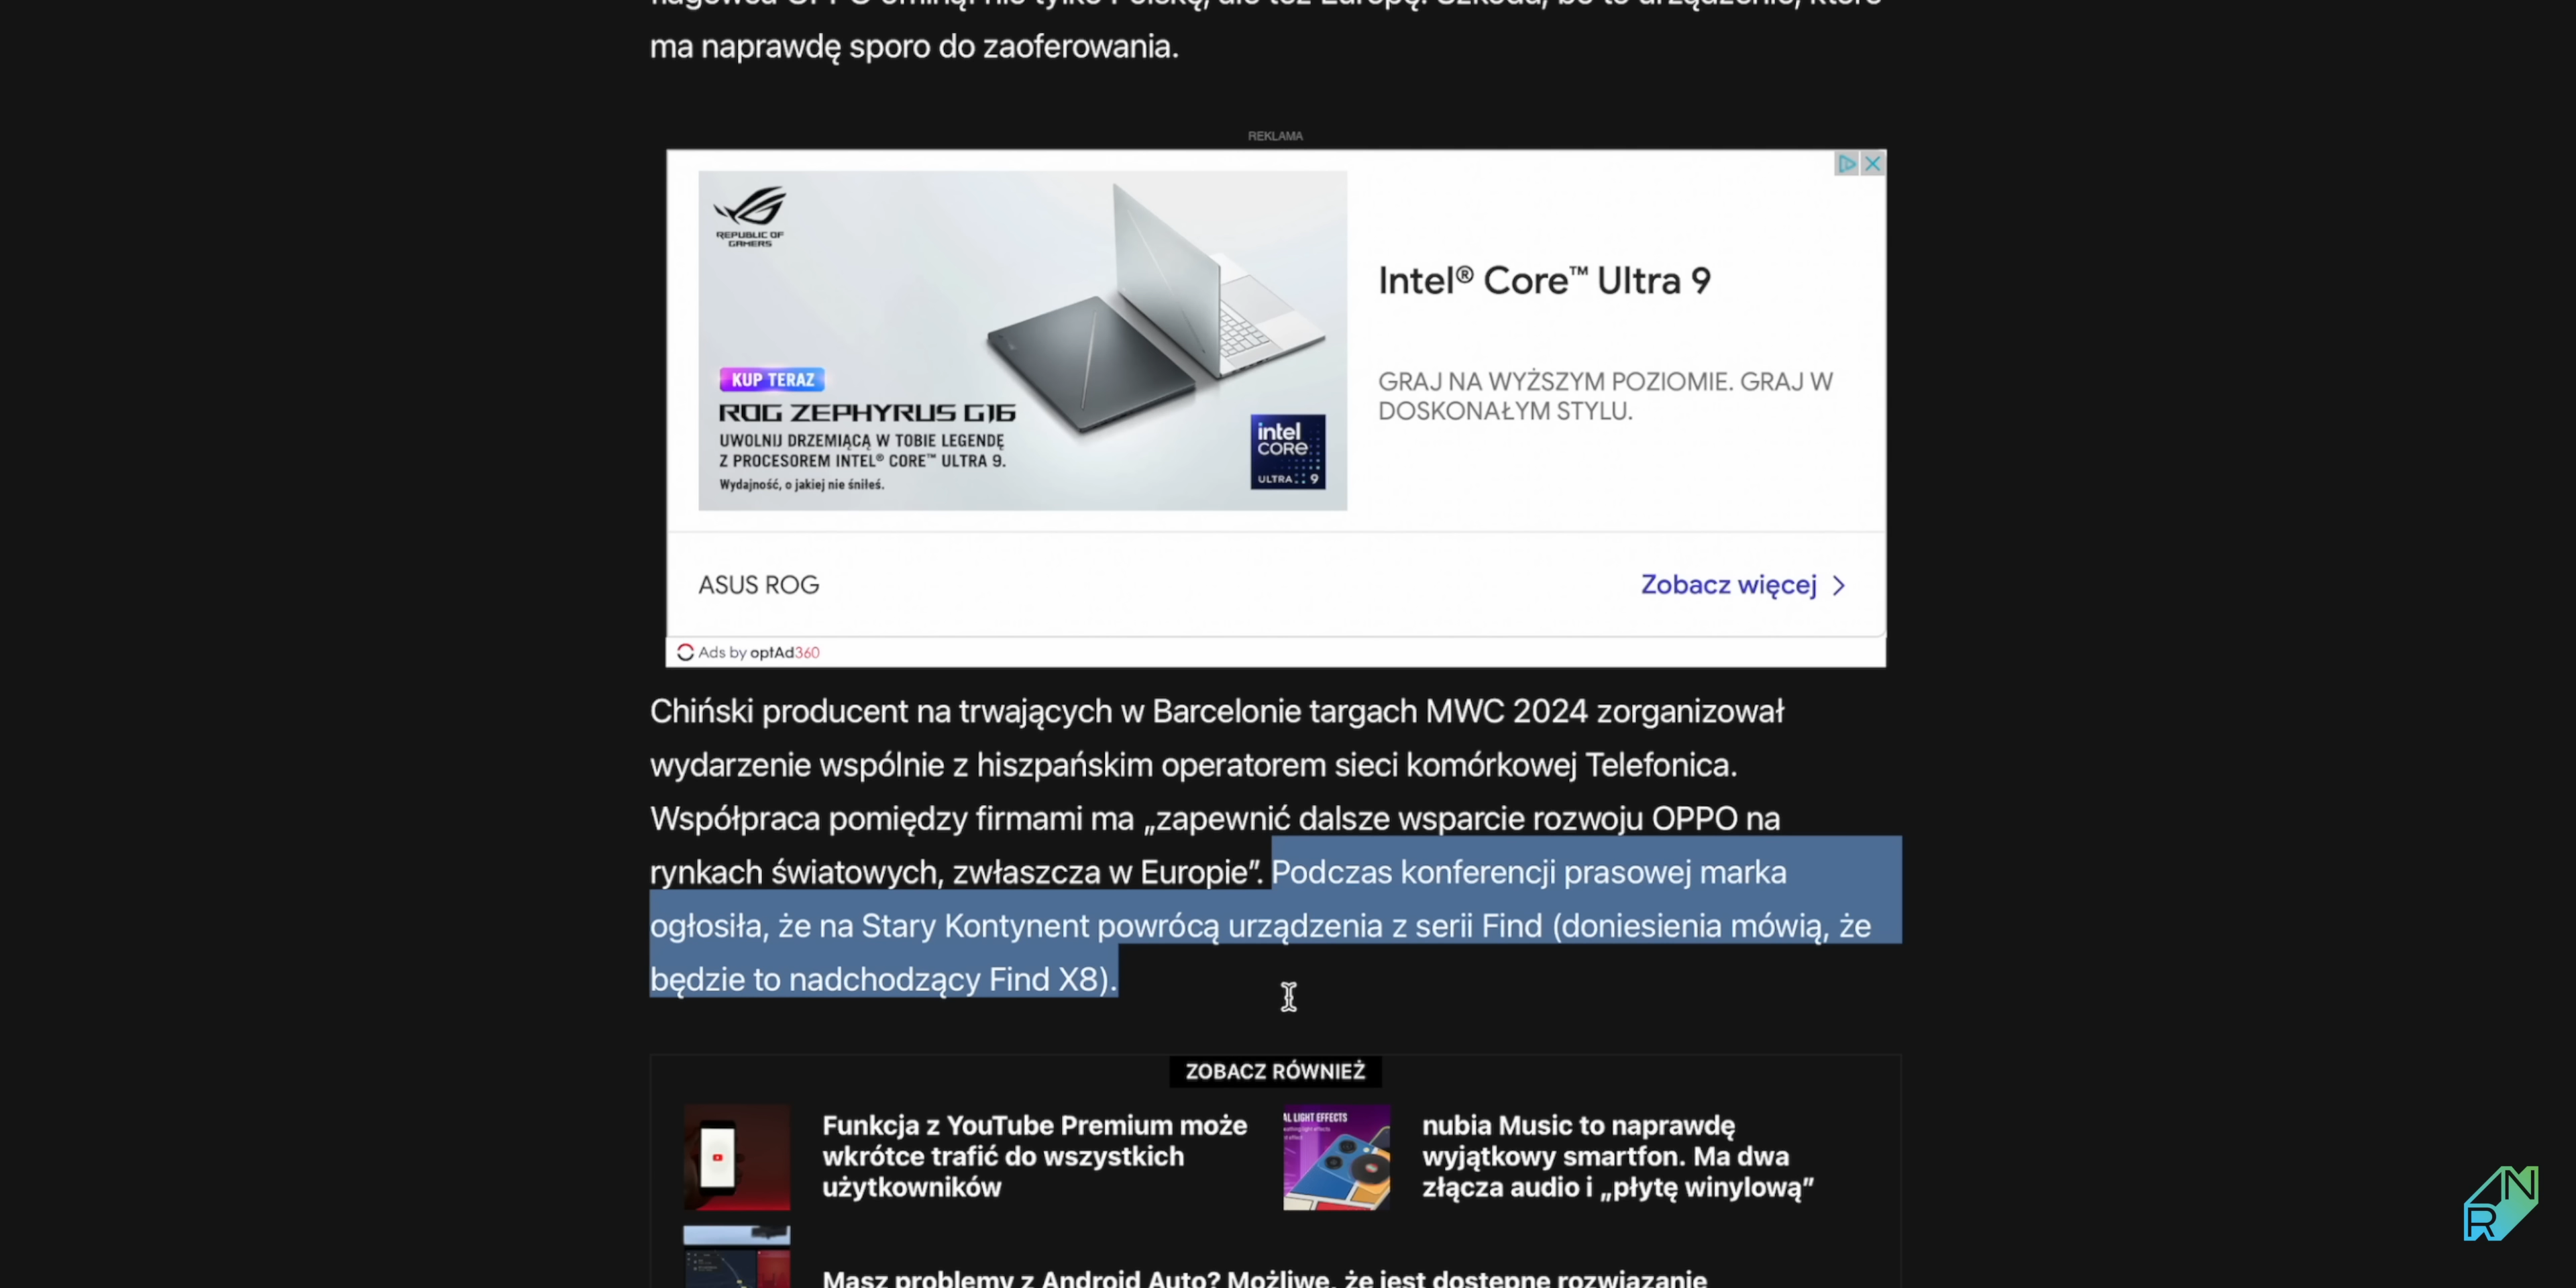 ma naprawdę sporo do zaoferowania.
REKLAMA
REPUBLIC OF
GAMERS
KUP TERAZ
ROG ZEPHYRUS G16
UWOLNIJ DRZEMIĄCĄ W TOBIE LEGENDĘ
Z PROCESOREM INTEL® CORE™ ULTRA 9.
Wydajność, o jakiej nie śniłeś.
intel
CORE
ULTRA 9
Intel® Core™ Ultra 9
GRAJ NA WYŻSZYM POZIOMIE. GRAJ W
DOSKONAŁYM STYLU.
ASUS ROG
Zobacz więcej
Ads by optAd360
Chiński producent na trwających w Barcelonie targach MWC 2024 zorganizował
wydarzenie wspólnie z hiszpańskim operatorem sieci komórkowej Telefonica.
Współpraca pomiędzy firmami ma „zapewnić dalsze wsparcie rozwoju OPPO na
rynkach światowych, zwłaszcza w Europie”. Podczas konferencji prasowej marka
ogłosiła, że na Stary Kontynent powrócą urządzenia z serii Find (doniesienia mówią, że
będzie to nadchodzący Find X8).
ZOBACZ RÓWNIEŻ
Funkcja z YouTube Premium może
wkrótce trafić do wszystkich
użytkowników
AL LIGHT EFFECTS
nubia Music to naprawdę
wyjątkowy smartfon. Ma dwa
złącza audio i „płytę winylową”
Masz problemy z Android Auto? Możliwe, że jest dostępne rozwiązanie
N
R